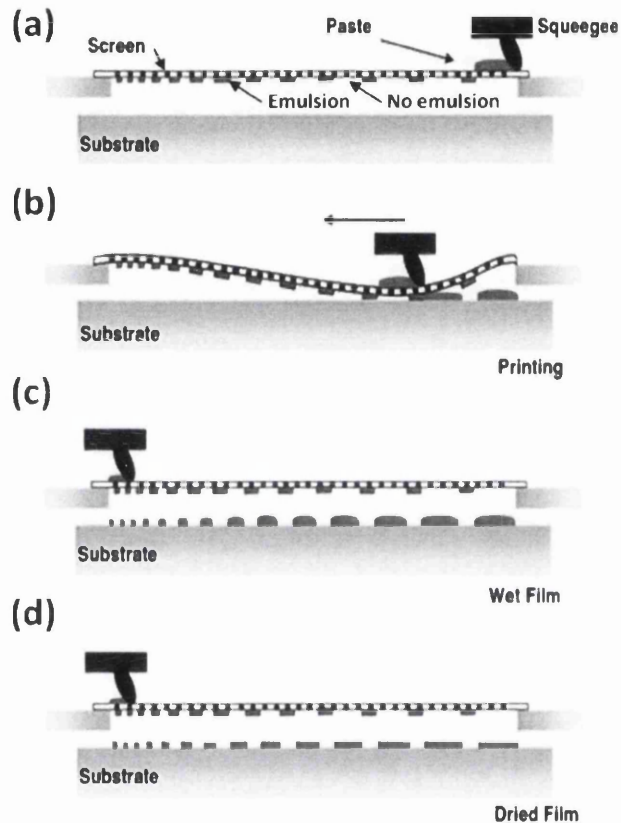 (a)
Paste
Squeegee
Screen
Emulsion
No emulsion
Substrate
(b)
Substrate
Printing
(c)
Substrate
Wet Film
(d)
Substrate
Dried Film